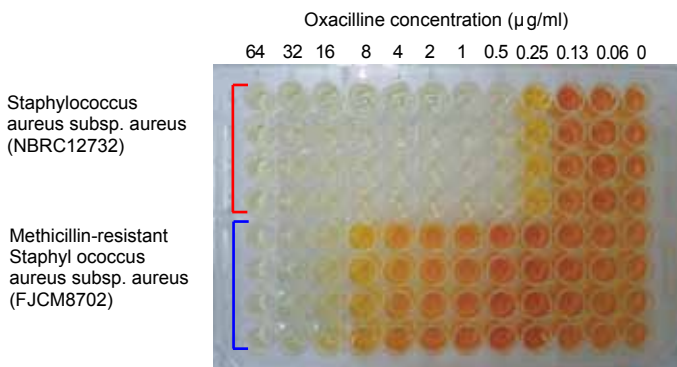 Oxacilline concentration (μg/ml)
64 32 16 8 4 2 1 0.5 0.25 0.13 0.06 0
Staphylococcus
aureus subsp. aureus
(NBRC12732)
Methicillin-resistant
Staphyl ococcus
aureus subsp. aureus
(FJCM8702)